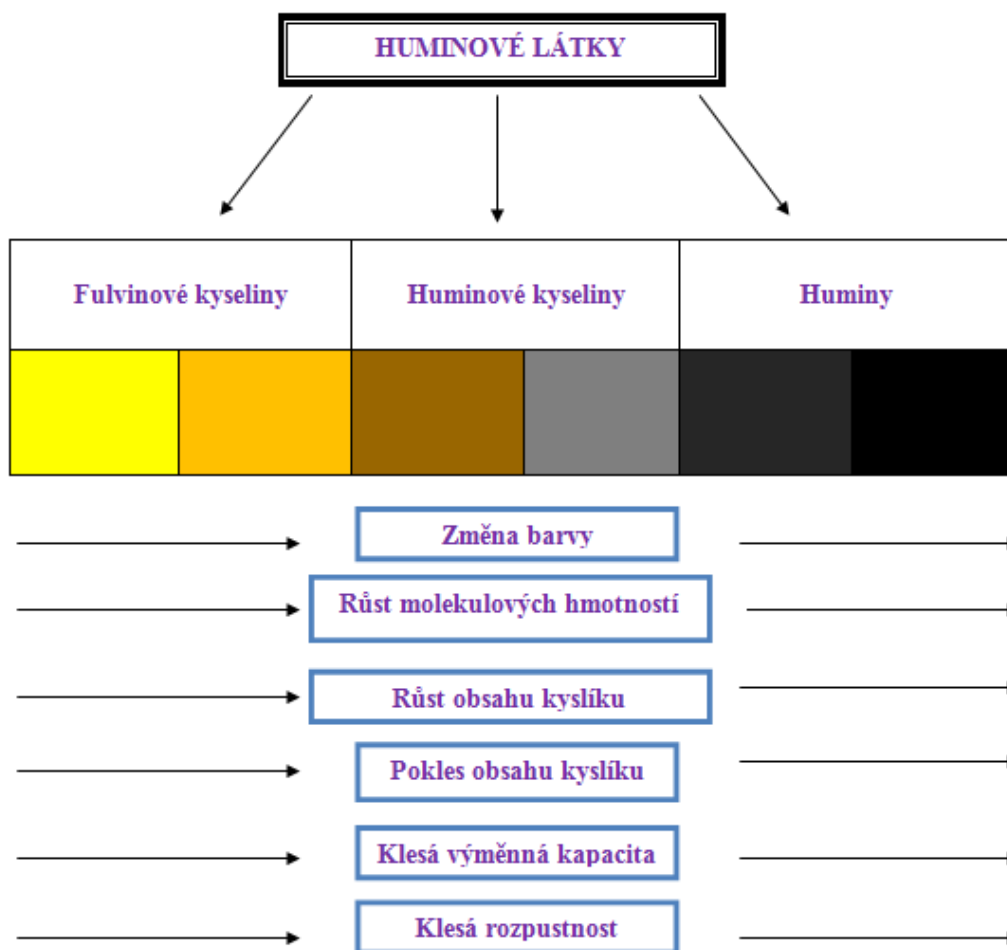 HUMINOVÉ LÁTKY
Fulvinové kyseliny
Huminové kyseliny
Huminy
Změna barvy
Růst molekulových hmotností
Růst obsahu kyslíku
Pokles obsahu kyslíku
Klesá výměnná kapacita
Klesá rozpustnost